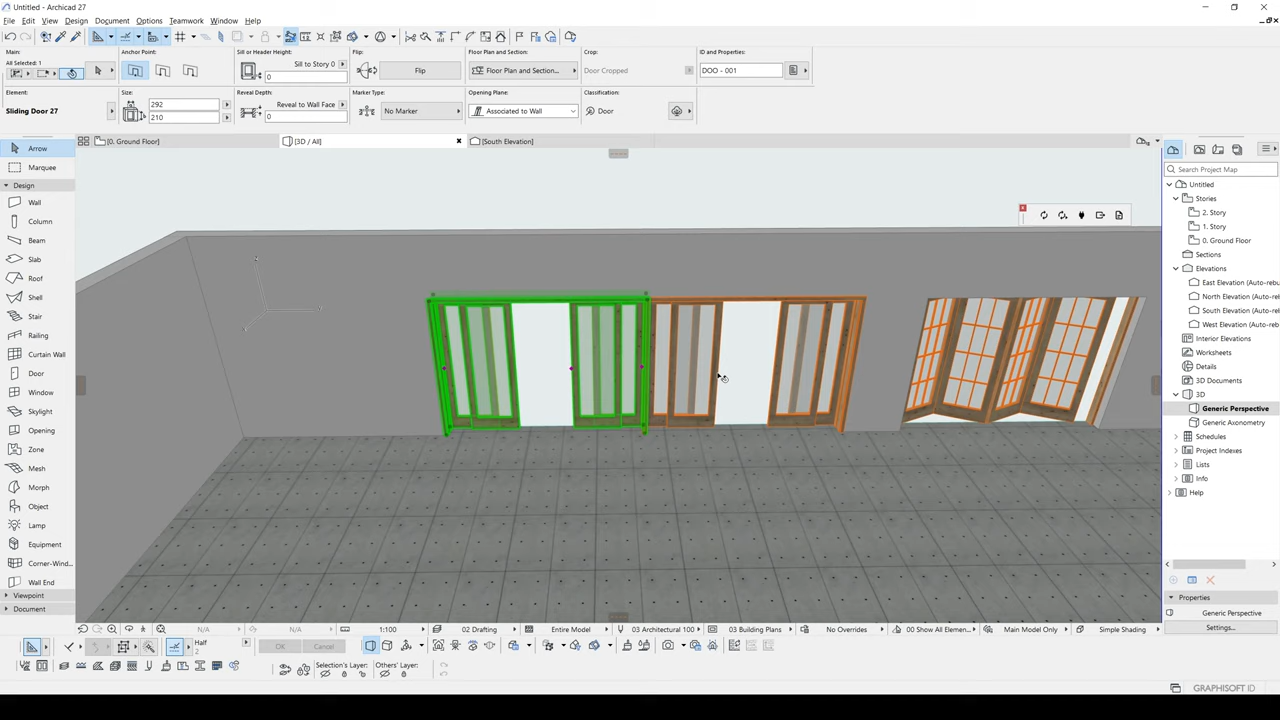 Untitled - Archicad 27
File Edit View Design Document Options Teamwork Window Help
Main:
All Selected: 1
Anchor Point:
Sill or Header Height:
Sill to Story 0
0
Flip:
Flip
Floor Plan and Section:
Floor Plan and Section...
Crop:
Door Cropped
ID and Properties:
DOO - 001
Element:
Sliding Door 27
Size:
292
210
Reveal Depth:
Reveal to Wall Face
0
Marker Type:
No Marker
Opening Plane:
Associated to Wall
Classification:
Door
[0. Ground Floor]
[3D / All]
[South Elevation]
Arrow
Marquee
Design
Wall
Column
Beam
Slab
Roof
Shell
Stair
Railing
Curtain Wall
Door
Window
Skylight
Opening
Zone
Mesh
Morph
Object
Lamp
Equipment
Corner-Wind...
Wall End
Viewpoint
Document
Search Project Map
Untitled
Stories
2. Story
1. Story
0. Ground Floor
Sections
Elevations
East Elevation (Auto-reb
North Elevation (Auto-re
South Elevation (Auto-re
West Elevation (Auto-reb
Interior Elevations
Worksheets
Details
3D Documents
3D
Generic Perspective
Generic Axonometry
Schedules
Project Indexes
Lists
Info
Help
Properties
Generic Perspective
Settings...
N/A
N/A
1:100
02 Drafting
Entire Model
03 Architectural 100
03 Building Plans
No Overrides
00 Show All Elemen...
Main Model Only
Simple Shading
Half
2
OK
Cancel
Selection's Layer:
Others' Layer:
GRAPHISOFT ID